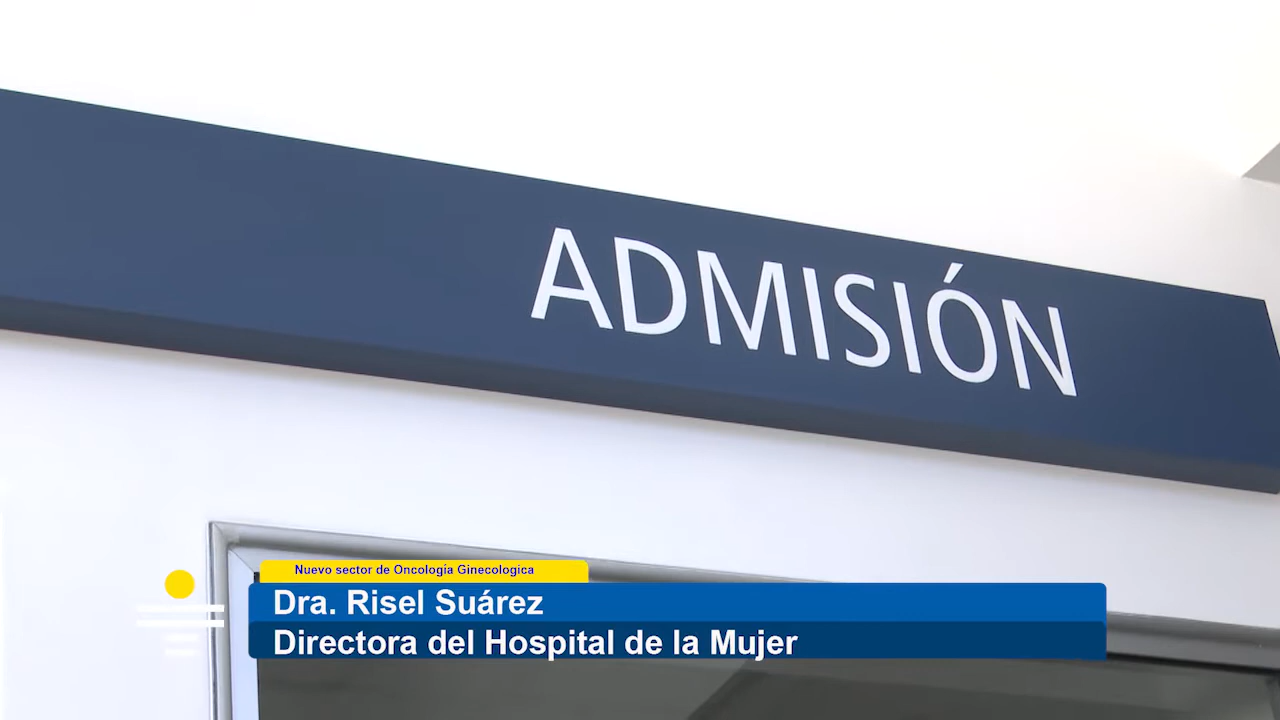 ADMISIÓN
Nuevo sector de Oncología Ginecologica
Dra. Risel Suárez
Directora del Hospital de la Mujer